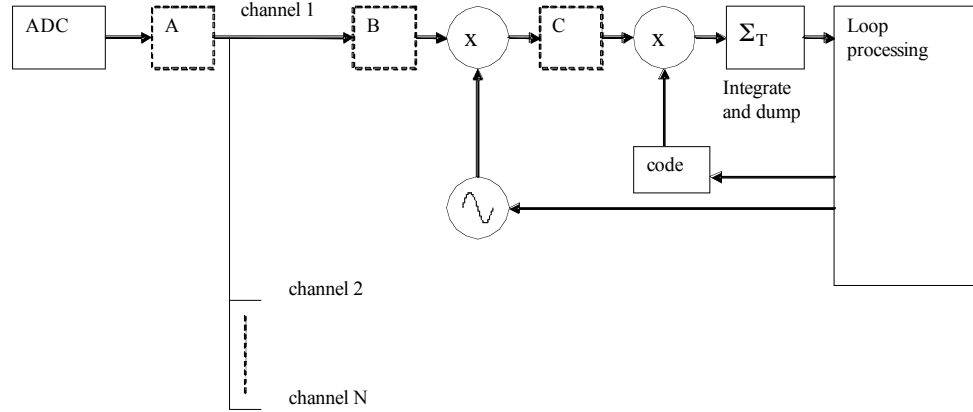 channel 1
ADC
A
B
x
C
x
Σ_T
Loop
processing
Integrate
and dump
code
channel 2
channel N